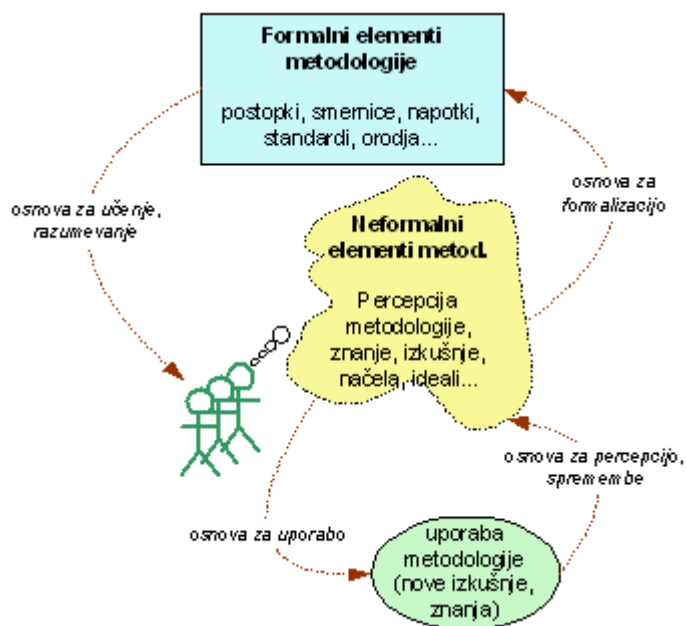 Formalni elementi
metodologije
postopki, smernice, napotki,
standardi, orodja...
osnova za učenje,
razumevanje
osnova za
formalizacijo
Neformalni
elementi metod.
Percepcija
metodologije,
znanje, izkušnje,
načela, ideali...
osnova za percepcijo,
spremembe
osnova za uporabo
uporaba
metodologije
(nove izkušnje,
znanja)